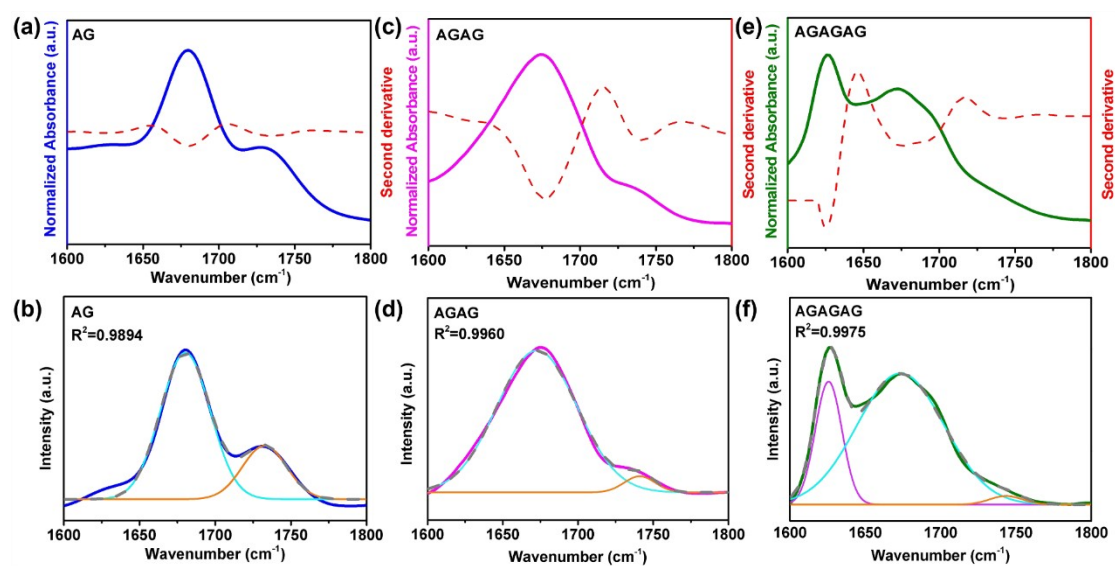 (a)
AG
Normalized Absorbance (a.u.)
Second derivative
1600 1650 1700 1750 1800
Wavenumber (cm⁻¹)
(c)
AGAG
Normalized Absorbance (a.u.)
Second derivative
1600 1650 1700 1750 1800
Wavenumber (cm⁻¹)
(e)
AGAGAG
Normalized Absorbance (a.u.)
Second derivative
1600 1650 1700 1750 1800
Wavenumber (cm⁻¹)
(b)
AG
R²=0.9894
Intensity (a.u.)
1600 1650 1700 1750 1800
Wavenumber (cm⁻¹)
(d)
AGAG
R²=0.9960
Intensity (a.u.)
1600 1650 1700 1750 1800
Wavenumber (cm⁻¹)
(f)
AGAGAG
R²=0.9975
Intensity (a.u.)
1600 1650 1700 1750 1800
Wavenumber (cm⁻¹)